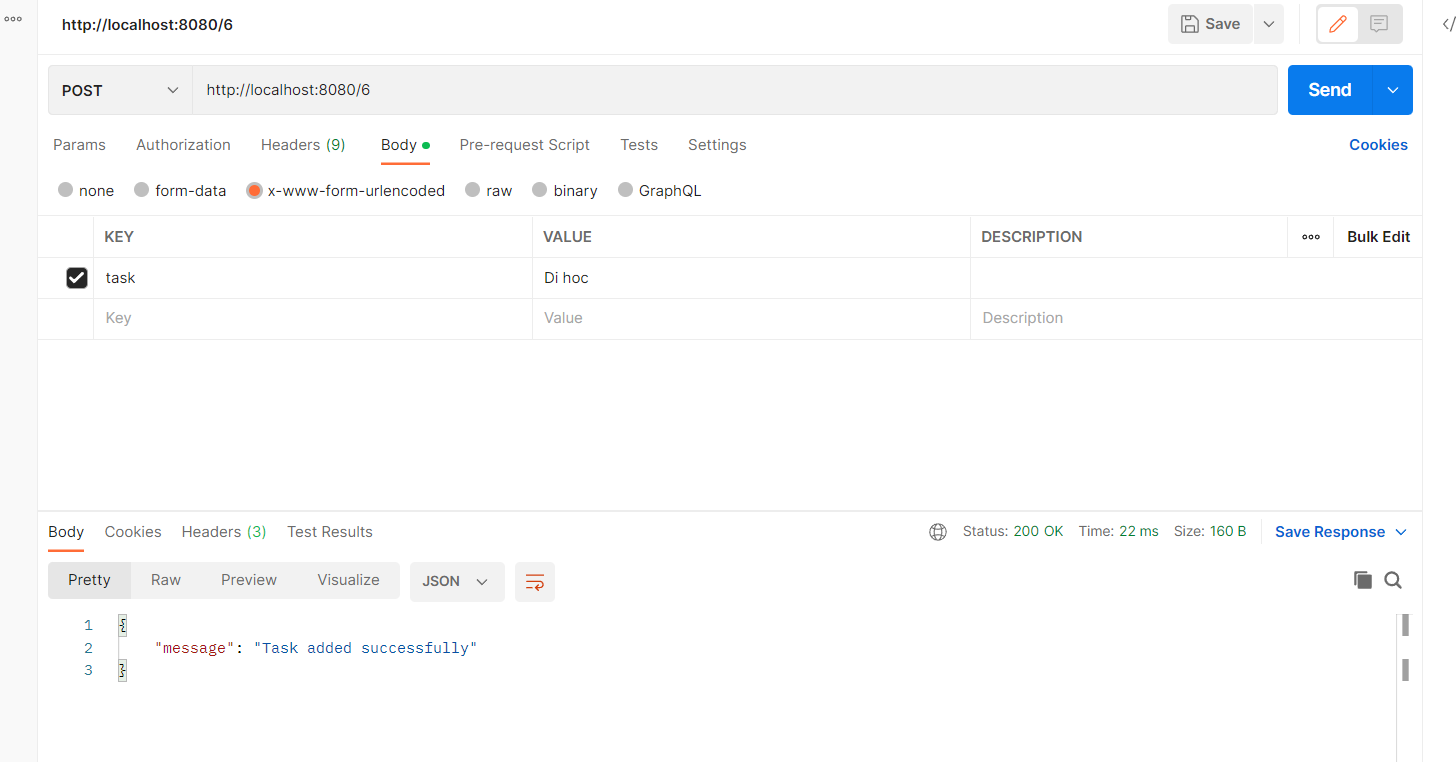 http://localhost:8080/6
Save
POST http://localhost:8080/6 Send
Params Authorization Headers (9) Body Pre-request Script Tests Settings Cookies
none form-data x-www-form-urlencoded raw binary GraphQL
KEY VALUE DESCRIPTION Bulk Edit
task Di hoc
Key Value Description
Body Cookies Headers (3) Test Results Status: 200 OK Time: 22 ms Size: 160 B Save Response
Pretty Raw Preview Visualize JSON
1 {
2 "message": "Task added successfully"
3 }